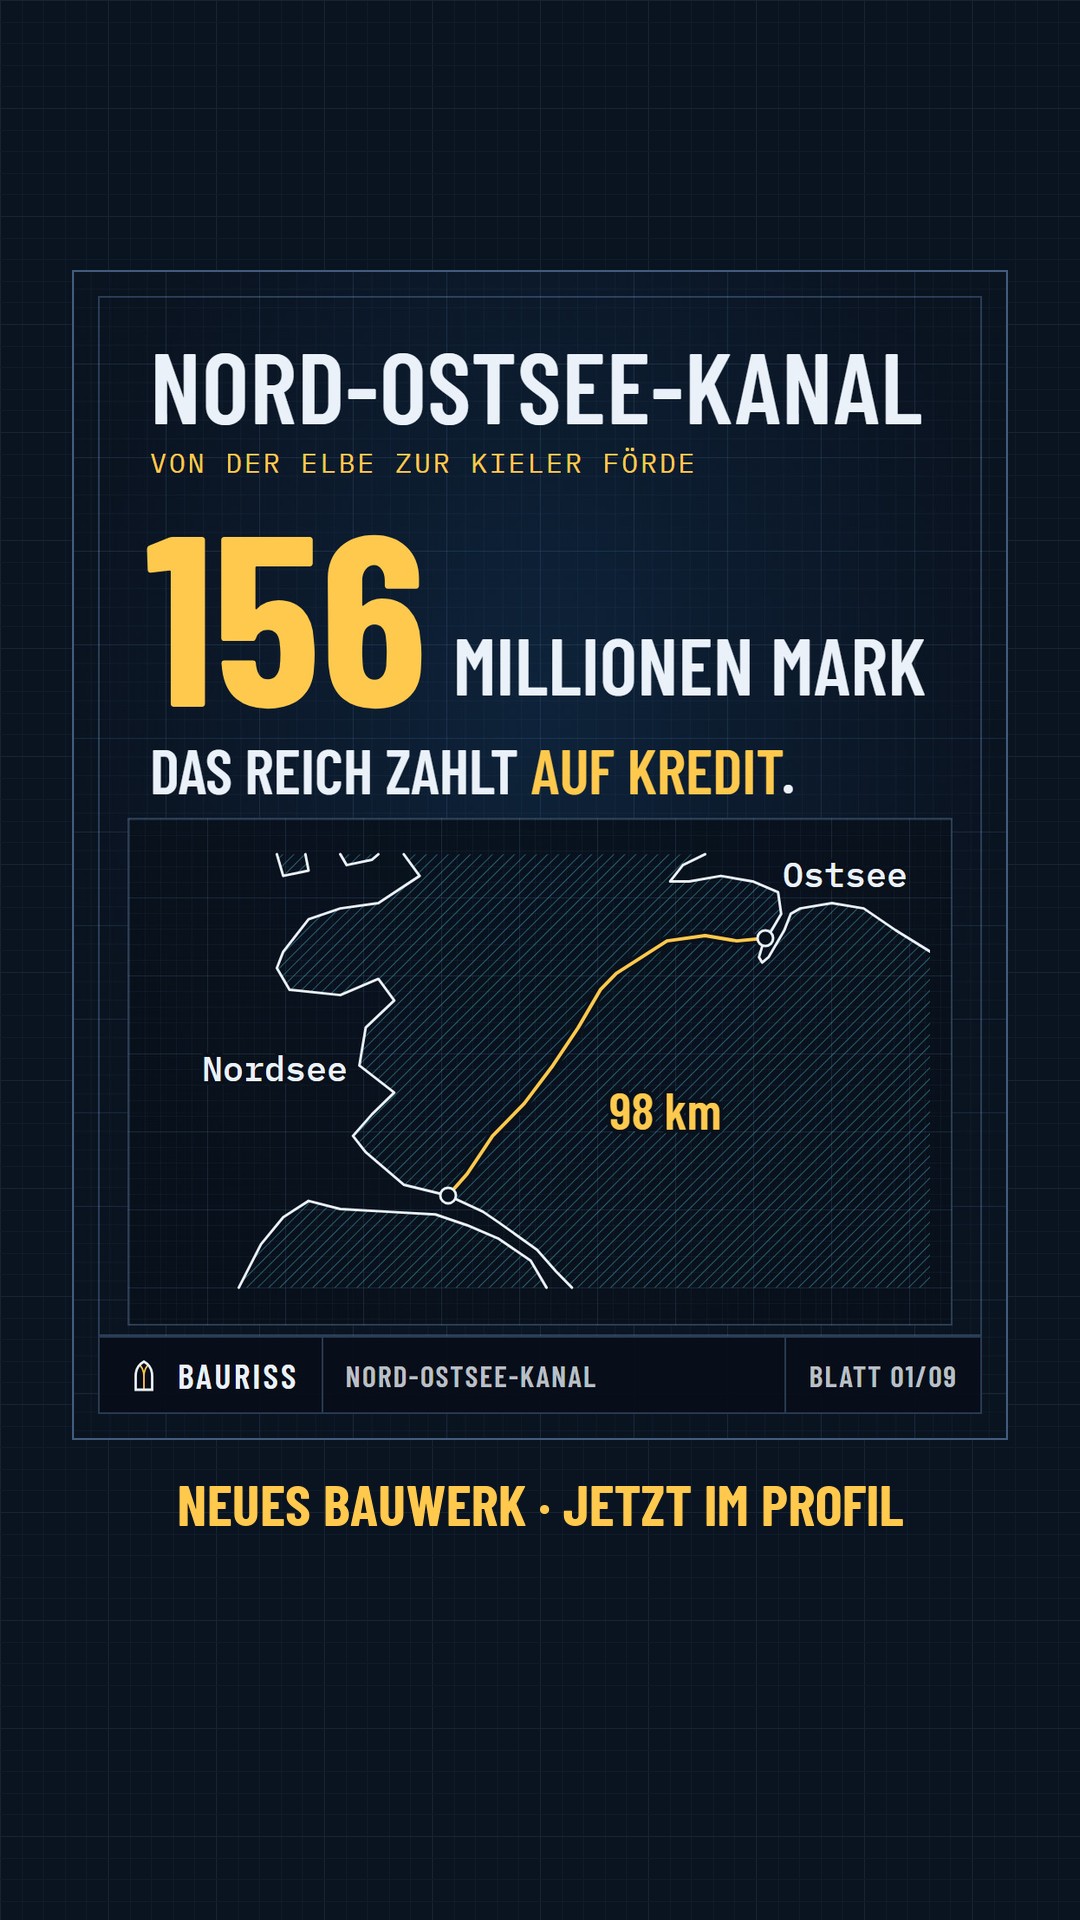 NORD-OSTSEE-KANAL
VON DER ELBE ZUR KIELER FÖRDE
156 MILLIONEN MARK
DAS REICH ZAHLT AUF KREDIT.
Ostsee
Nordsee
98 km
BAURISS
NORD-OSTSEE-KANAL
BLATT 01/09
NEUES BAUWERK · JETZT IM PROFIL